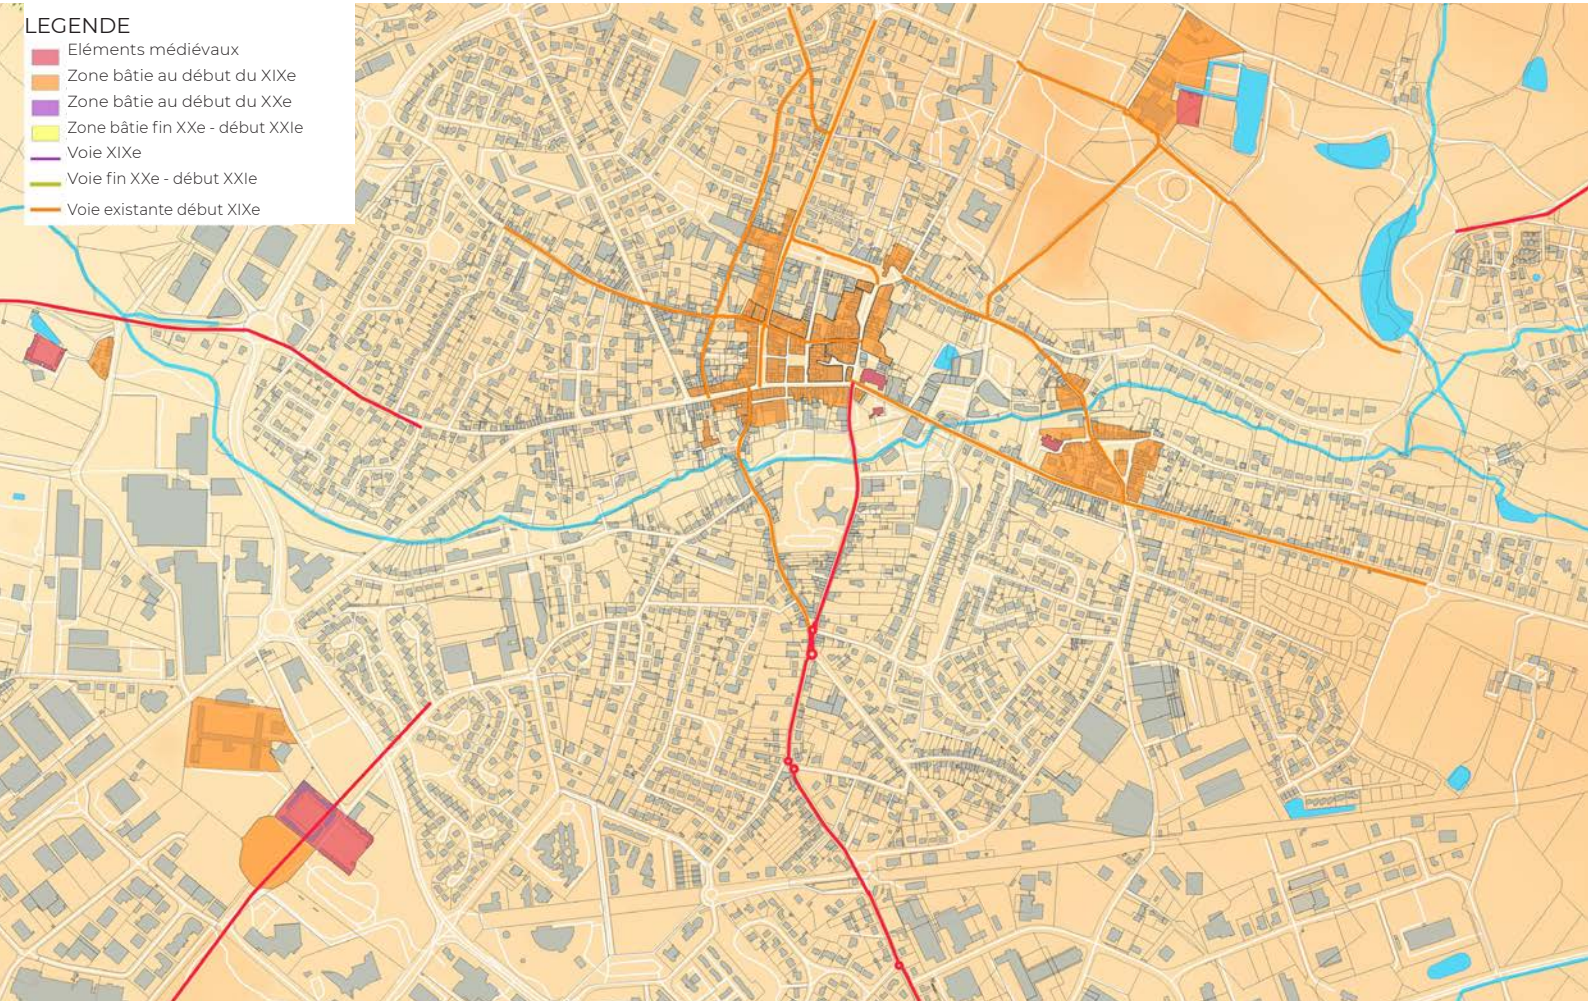 LEGENDE
Eléments médiévaux
Zone bâtie au début du XIXe
Zone bâtie au début du XXe
Zone bâtie fin XXe - début XXIe
Voie XIXe
Voie fin XXe - début XXIe
Voie existante début XIXe